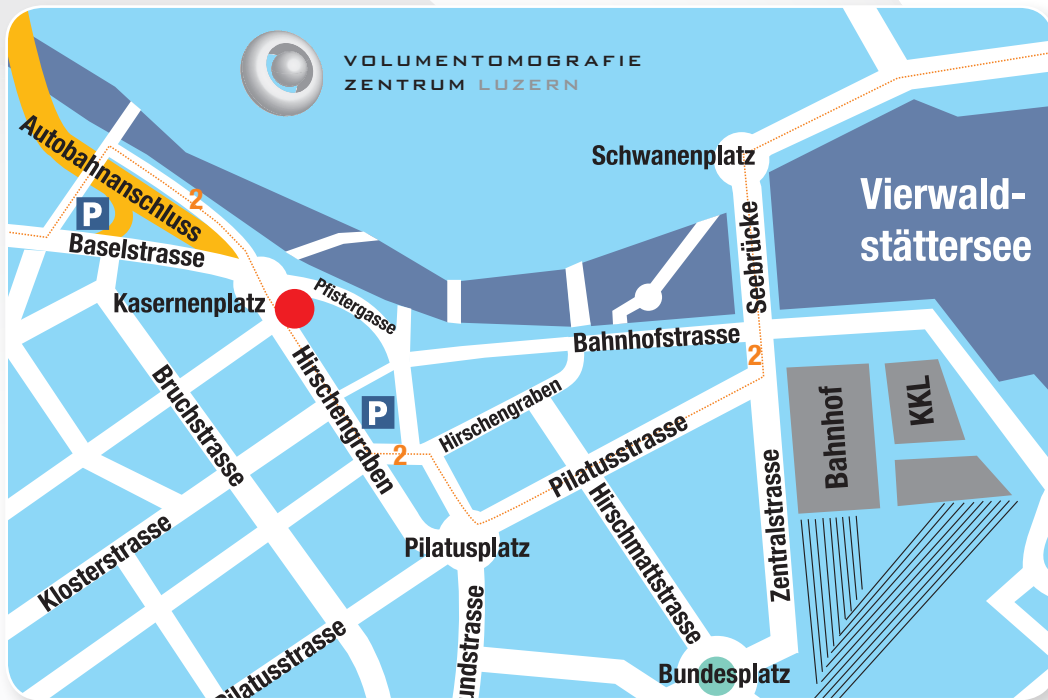 VOLUMENTOMOGRAFIE
ZENTRUM LUZERN
Autobahnanschluss
Schwanenplatz
2
P
Vierwald-
stättersee
Baselstrasse
Seebrücke
Kasernenplatz
Pfistergasse
Bahnhofstrasse
2
Hirschengraben
Bruchstrasse
P
Hirschengraben
Bahnhof
KKL
2
Pilatusstrasse
Hirschmattstrasse
Zentralstrasse
Klosterstrasse
Pilatusplatz
undstrasse
Pilatusstrasse
Bundesplatz